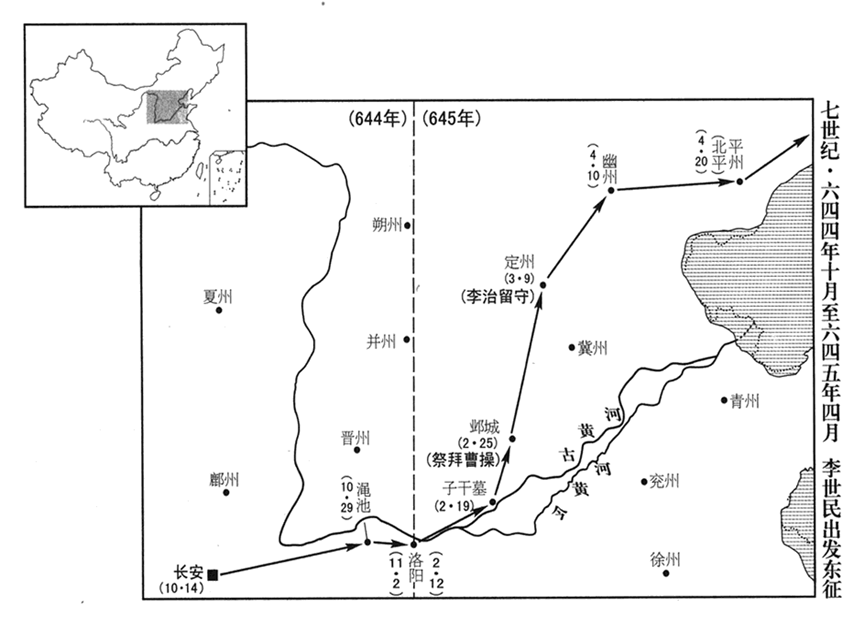 (644年)
(645年)
七世纪·六四四年十月至六四五年四月 李世民出发东征
朔州
夏州
并州
晋州
鄜州
渑池
(10·29)
长安
(10·14)
洛阳
(11·2)
(2·12)
子干墓
(2·19)
邺城
(2·25)
(祭拜曹操)
定州
(3·9)
(李治留守)
幽州
(4·10)
平州
(北平)
(4·20)
冀州
青州
兖州
徐州
古黄河
今黄河